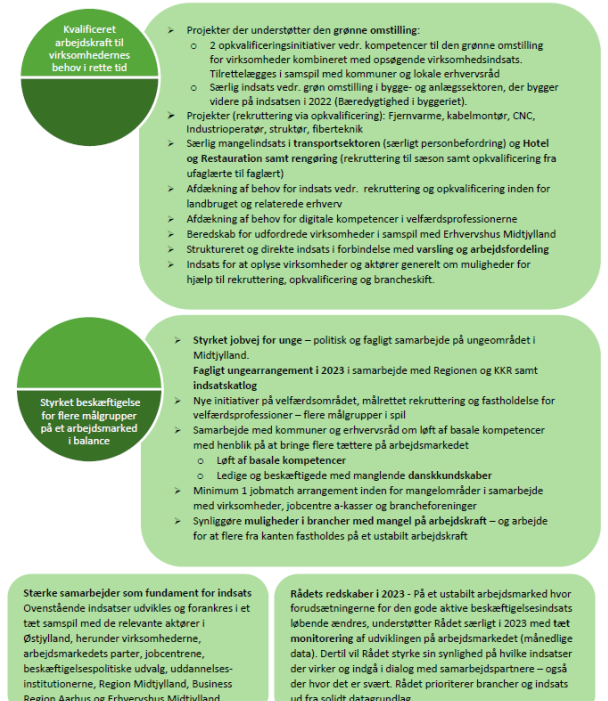 Kvalificeret
arbejdskraft til
virksomhedernes
behov i rette tid
➤ Projekter der understøtter den grønne omstilling:
o 2 opkvalificeringsinitiativer vedr. kompetencer til den grønne omstilling
for virksomheder kombineret med opsøgende virksomhedsindsats.
Tilrettelægges i samspil med kommuner og lokale erhvervsråd
o Særlig indsats vedr. grøn omstilling i bygge- og anlægssektoren, der bygger
videre på indsatsen i 2022 (Bæredygtighed i byggeriet).
➤ Projekter (rekruttering via opkvalificering): Fjernvarme, kabelmontør, CNC,
Industrioperatør, struktør, fiberteknik
➤ Særlig mangelindsats i transportsektoren (særligt personbefordring) og Hotel
og Restauration samt rengøring (rekruttering til sæson samt opkvalificering fra
ufaglærte til faglært)
➤ Afdækning af behov for indsats vedr. rekruttering og opkvalificering inden for
landbruget og relaterede erhverv
➤ Afdækning af behov for digitale kompetencer i velfærdsprofessionerne
➤ Beredskab for udfordrede virksomheder i samspil med Erhvervshus Midtjylland
➤ Struktureret og direkte indsats i forbindelse med varsling og arbejdsfordeling
➤ Indsats for at oplyse virksomheder og aktører generelt om muligheder for
hjælp til rekruttering, opkvalificering og brancheskift.
Styrket beskæftigelse
for flere målgrupper
på et arbejdsmarked
i balance
➤ Styrket jobvej for unge – politisk og fagligt samarbejde på ungeområdet i
Midtjylland.
Fagligt ungearrangement i 2023 i samarbejde med Regionen og KKR samt
indsatskatlog
➤ Nye initiativer på velfærdsområdet, målrettet rekruttering og fastholdelse for
velfærdsprofessioner – flere målgrupper i spil
➤ Samarbejde med kommuner og erhvervsråd om løft af basale kompetencer
med henblik på at bringe flere tættere på arbejdsmarkedet
o Løft af basale kompetencer
o Ledige og beskæftigede med manglende danskkundskaber
➤ Minimum 1 jobmatch arrangement inden for mangelområder i samarbejde
med virksomheder, jobcentre a-kasser og brancheforeninger
➤ Synliggøre muligheder i brancher med mangel på arbejdskraft – og arbejde
for at flere fra kanten fastholdes på et ustabilt arbejdskraft
Stærke samarbejder som fundament for indsats
Ovenstående indsatser udvikles og forankres i et
tæt samspil med de relevante aktører i
Østjylland, herunder virksomhederne,
arbejdsmarkedets parter, jobcentrene,
beskæftigelsespolitiske udvalg, uddannelses-
institutionerne, Region Midtjylland, Business
Region Aarhus og Erhvervshus Midtjylland
Rådets redskaber i 2023 - På et ustabilt arbejdsmarked hvor
forudsætningerne for den gode aktive beskæftigelsesindsats
løbende ændres, understøtter Rådet særligt i 2023 med tæt
monitorering af udviklingen på arbejdsmarkedet (månedlige
data). Dertil vil Rådet styrke sin synlighed på hvilke indsatser
der virker og indgå i dialog med samarbejdspartnere – også
der hvor det er svært. Rådet prioriterer brancher og indsats
ud fra solidt datagrundlag